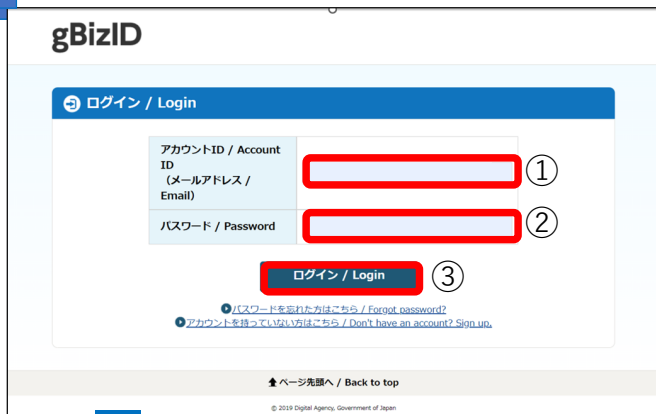 gBizID
ログイン / Login
アカウントID / Account
ID
（メールアドレス /
Email）
①
パスワード / Password
②
ログイン / Login
③
パスワードを忘れた方はこちら / Forgot password?
アカウントを持っていない方はこちら / Don't have an account? Sign up.
ページ先頭へ / Back to top
© 2019 Digital Agency, Government of Japan